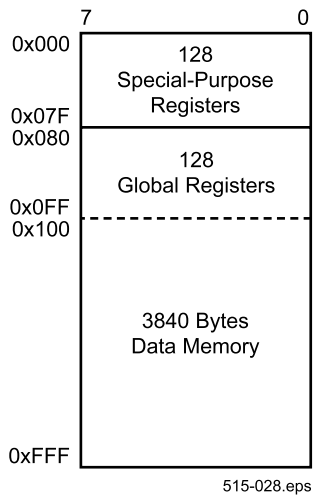 7 0
0x000
128
Special-Purpose
Registers
0x07F
0x080
128
Global Registers
0x0FF
0x100
3840 Bytes
Data Memory
0xFFF
515-028.eps